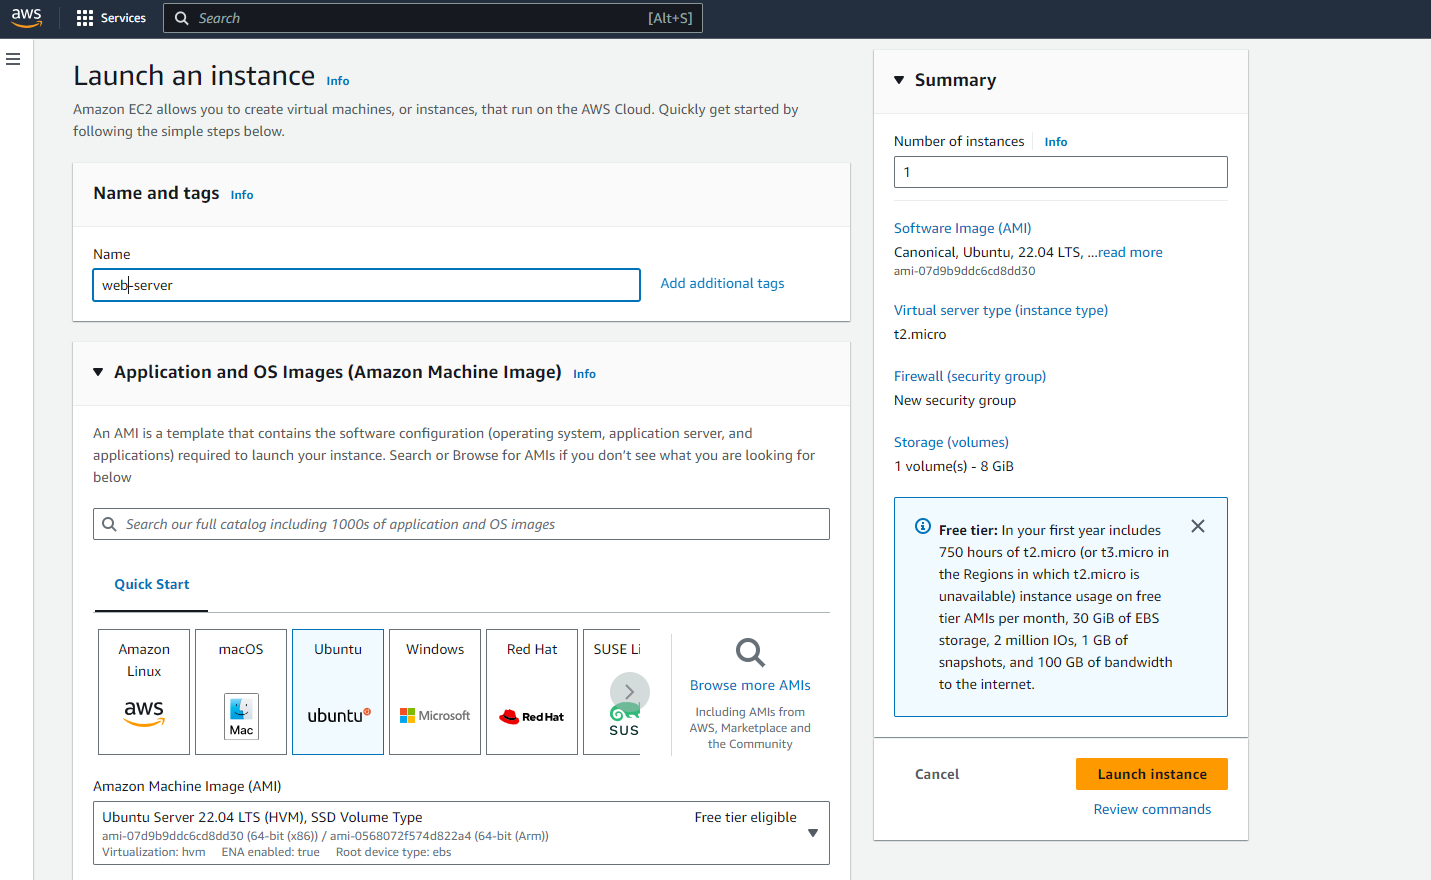 aws
Services
Search
[Alt+S]
Launch an instance Info
Amazon EC2 allows you to create virtual machines, or instances, that run on the AWS Cloud. Quickly get started by
following the simple steps below.
Name and tags Info
Name
web-server
Add additional tags
Application and OS Images (Amazon Machine Image) Info
An AMI is a template that contains the software configuration (operating system, application server, and
applications) required to launch your instance. Search or Browse for AMIs if you don’t see what you are looking for
below
Search our full catalog including 1000s of application and OS images
Quick Start
Amazon
Linux
aws
macOS
Mac
Ubuntu
ubuntu
Windows
Microsoft
Red Hat
Red Hat
SUSE Li
SUS
Browse more AMIs
Including AMIs from
AWS, Marketplace and
the Community
Amazon Machine Image (AMI)
Ubuntu Server 22.04 LTS (HVM), SSD Volume Type
Free tier eligible
ami-07d9b9ddc6cd8dd30 (64-bit (x86)) / ami-0568072f574d822a4 (64-bit (Arm))
Virtualization: hvm ENA enabled: true Root device type: ebs
Summary
Number of instances Info
1
Software Image (AMI)
Canonical, Ubuntu, 22.04 LTS, ...read more
ami-07d9b9ddc6cd8dd30
Virtual server type (instance type)
t2.micro
Firewall (security group)
New security group
Storage (volumes)
1 volume(s) - 8 GiB
Free tier: In your first year includes
750 hours of t2.micro (or t3.micro in
the Regions in which t2.micro is
unavailable) instance usage on free
tier AMIs per month, 30 GiB of EBS
storage, 2 million IOs, 1 GB of
snapshots, and 100 GB of bandwidth
to the internet.
Cancel
Launch instance
Review commands